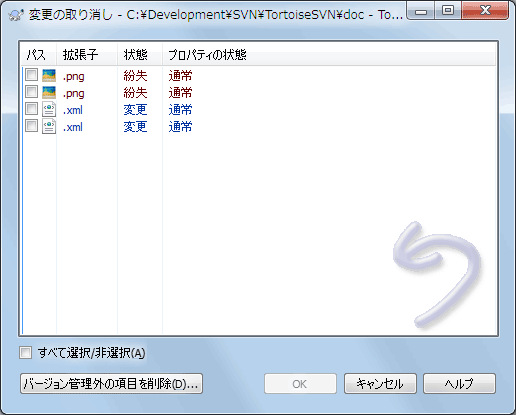 変更の取り消し - C:¥Development¥SVN¥TortoiseSVN¥doc - To...
パス 拡張子 状態 プロパティの状態
.png 紛失 通常
.png 紛失 通常
.xml 変更 通常
.xml 変更 通常
すべて選択/非選択(A)
バージョン管理外の項目を削除(D)... OK キャンセル ヘルプ